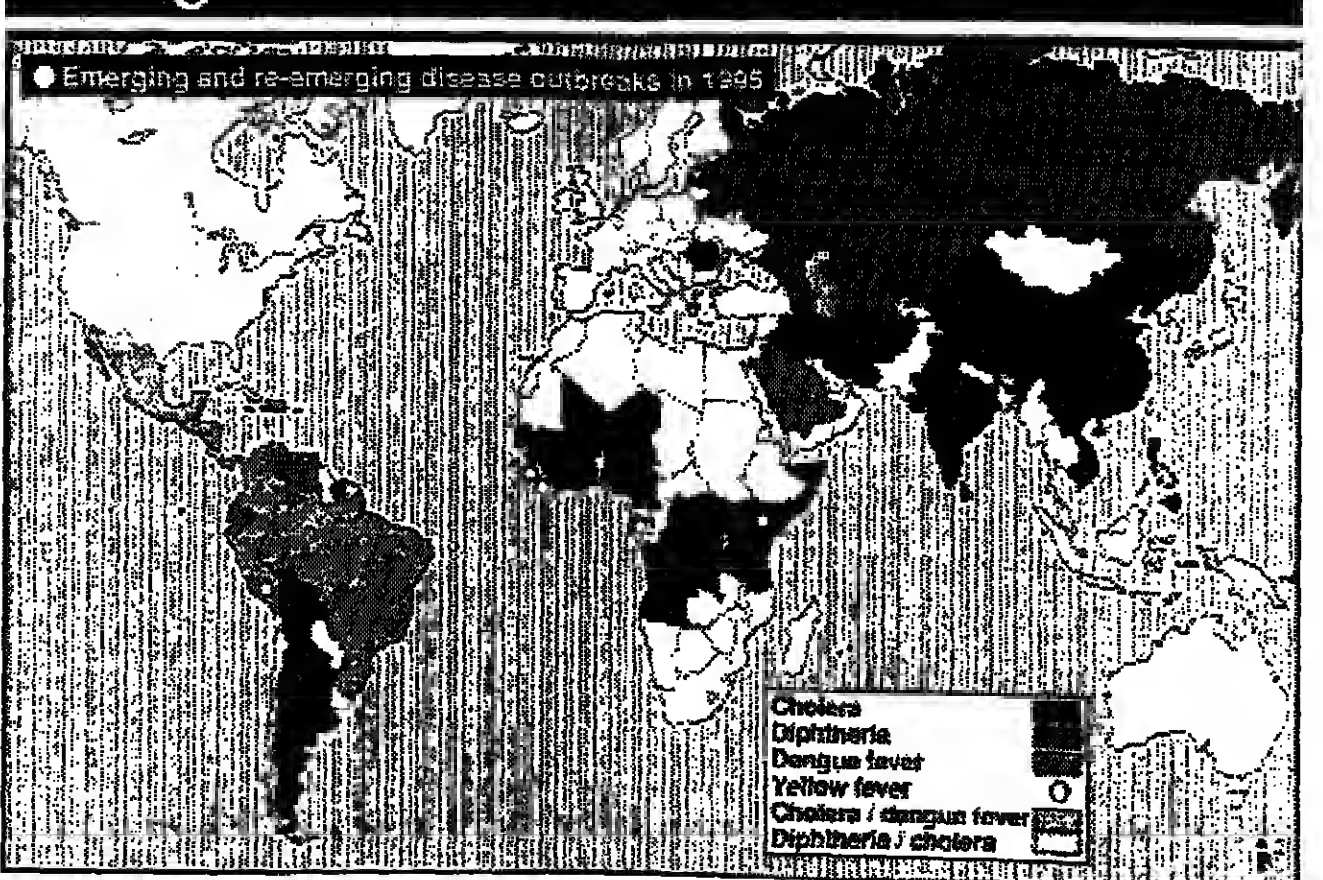 Emerging and re-emerging disease outbreaks in 1995
Cholera
Diphtheria
Dengue fever
Yellow fever
Cholera / dengue fever
Diphtheria / cholera